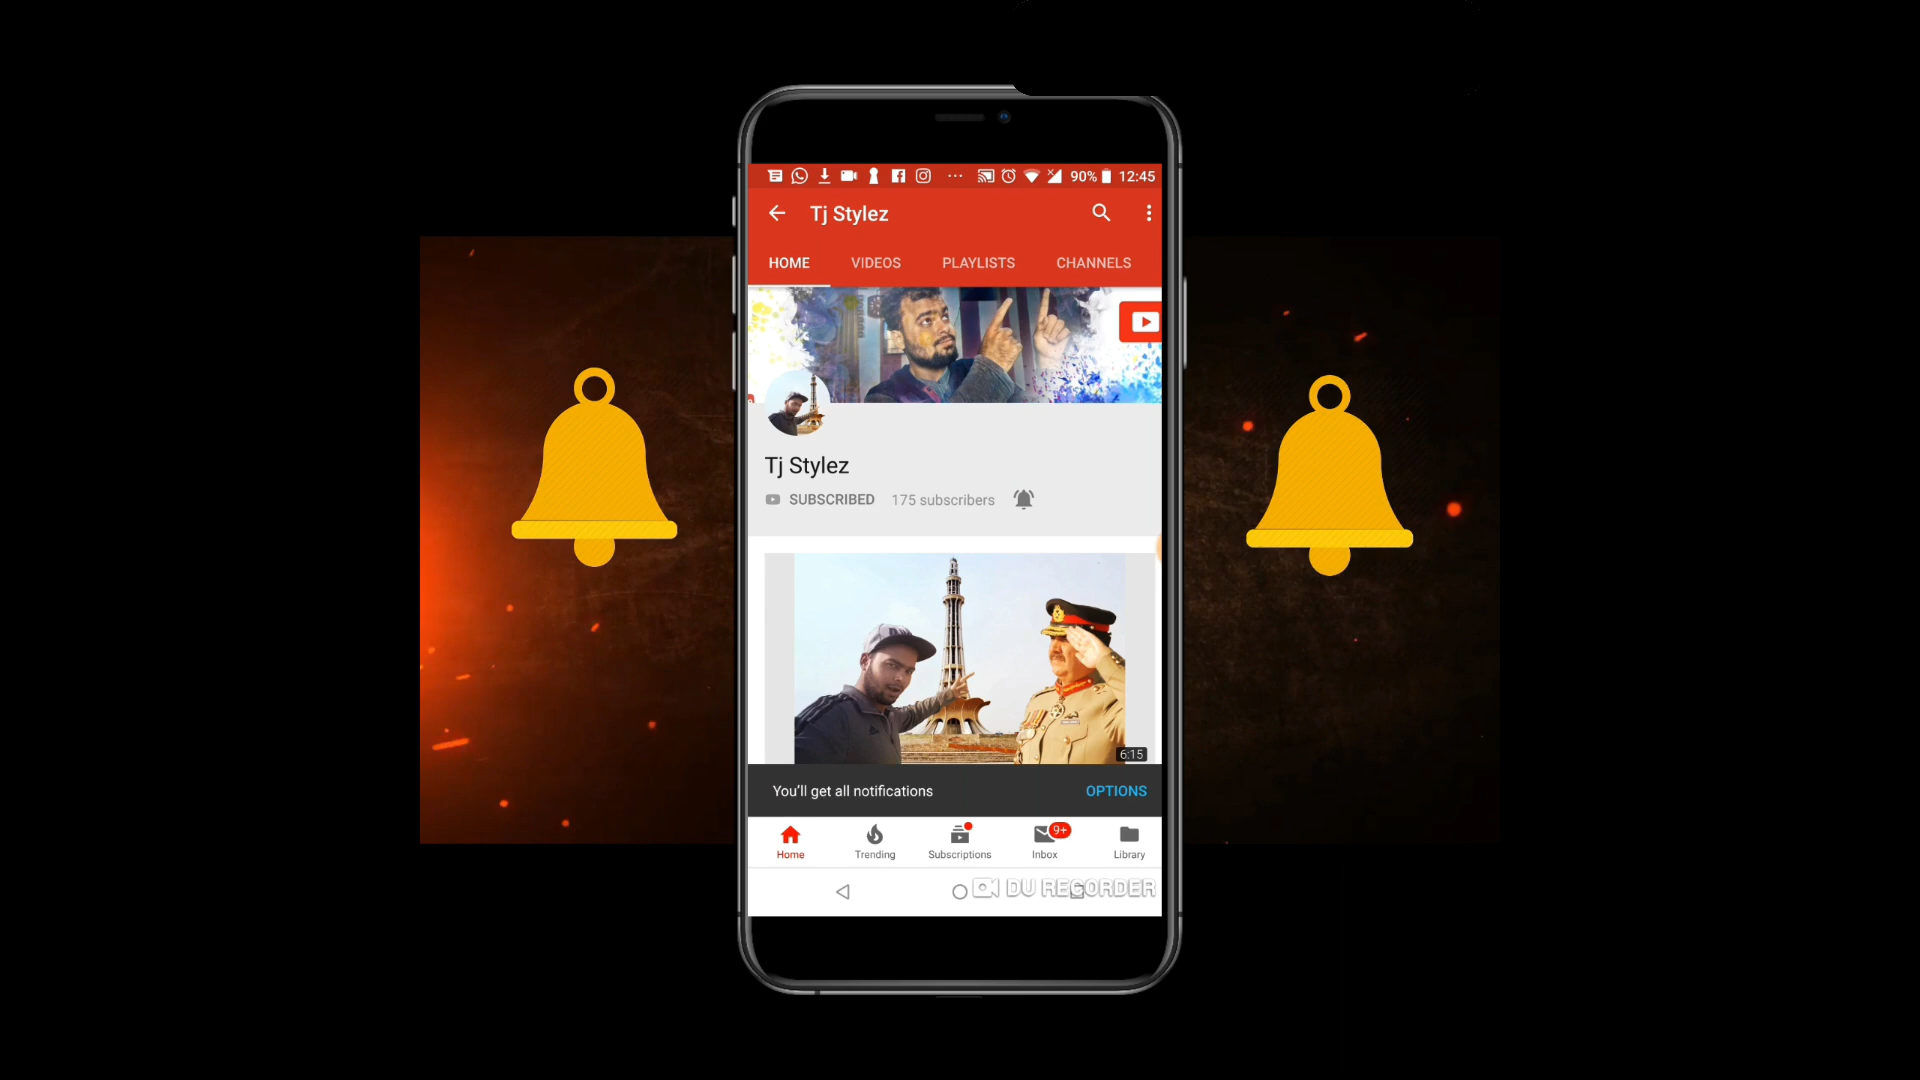 90% 12:45
Tj Stylez
HOME VIDEOS PLAYLISTS CHANNELS
Tj Stylez
SUBSCRIBED 175 subscribers
6:15
You'll get all notifications OPTIONS
9+
Home Trending Subscriptions Inbox Library
DU RECORDER